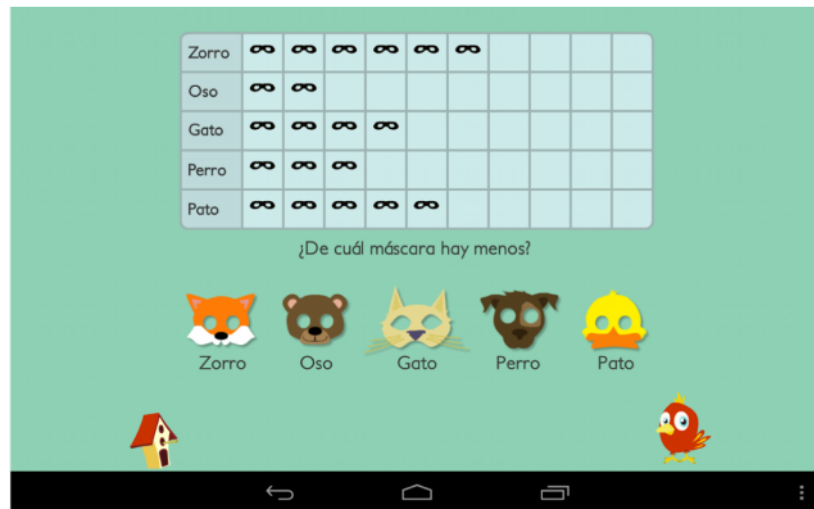 Zorro
Oso
Gato
Perro
Pato
¿De cuál máscara hay menos?
Zorro Oso Gato Perro Pato